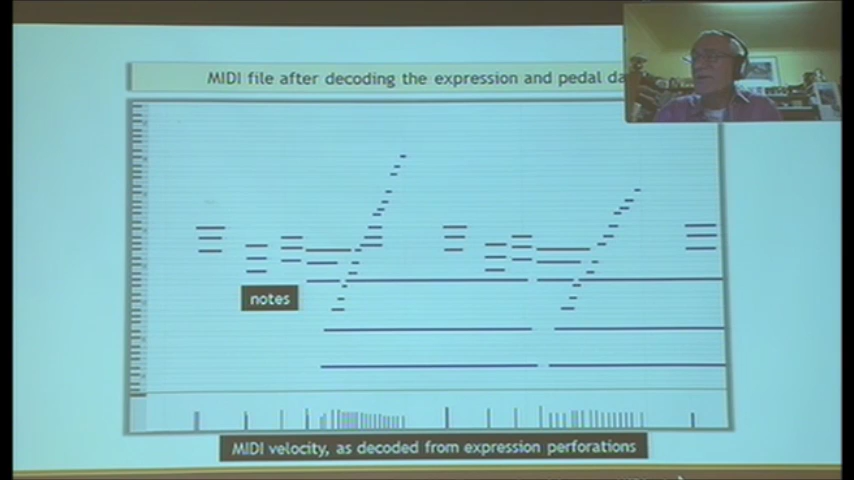 MIDI file after decoding the expression and pedal da
notes
MIDI velocity, as decoded from expression perforations